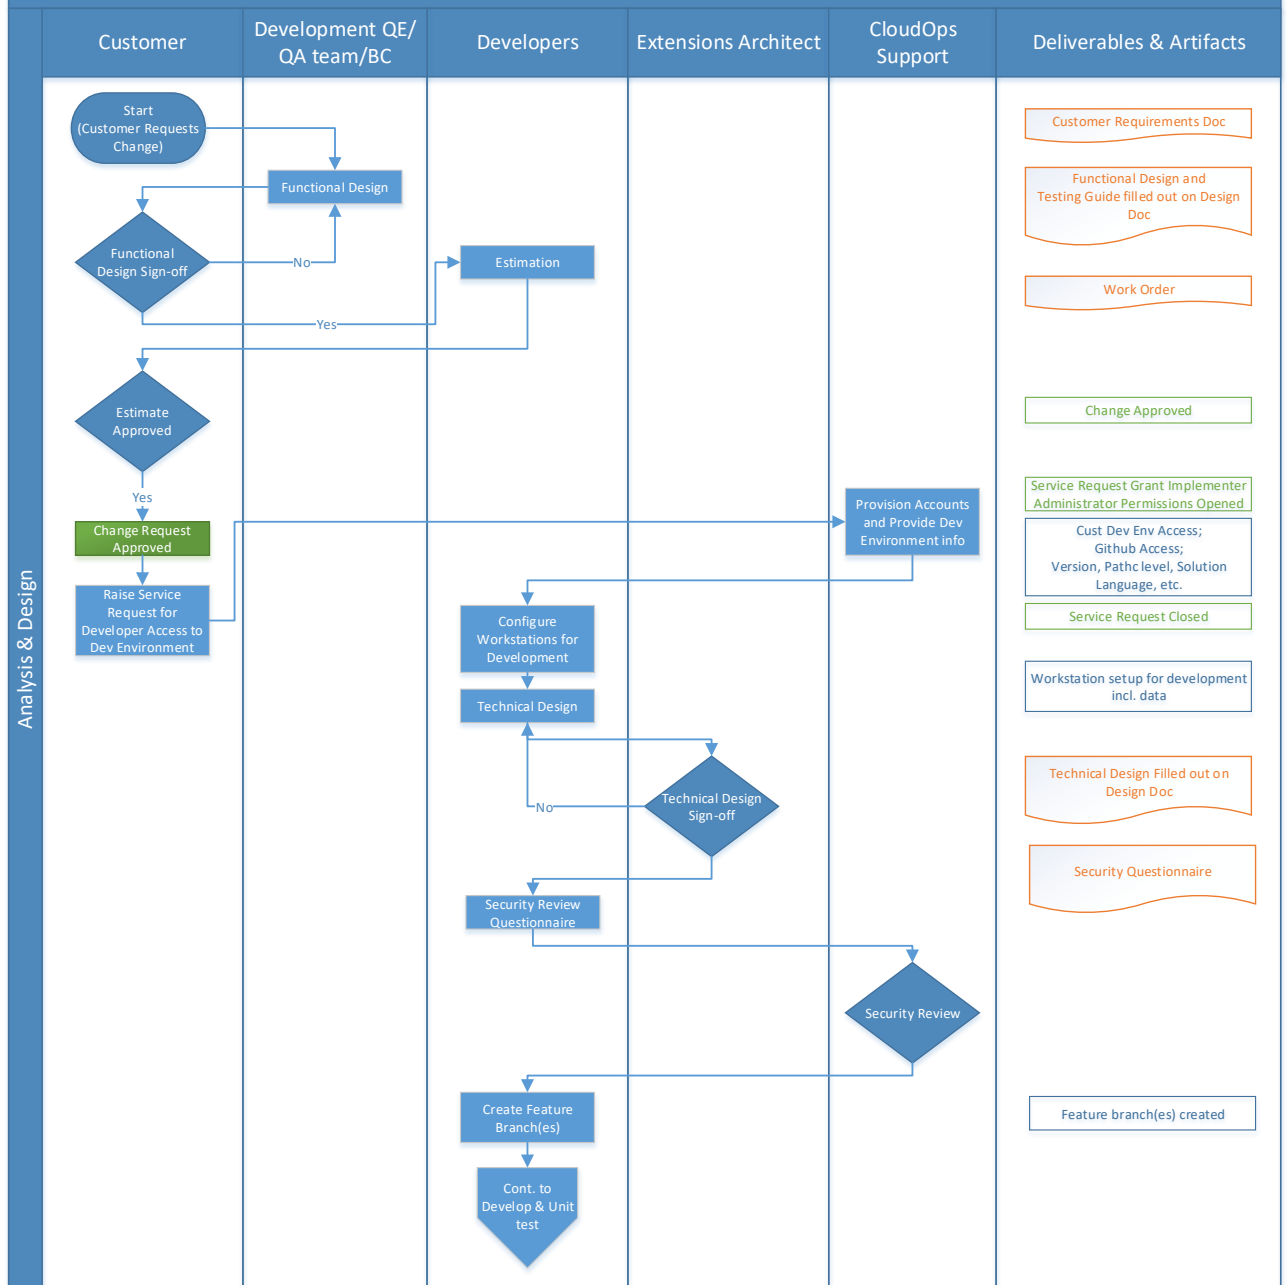 Customer
Development QE/
QA team/BC
Developers
Extensions Architect
CloudOps
Support
Deliverables & Artifacts
Analysis & Design
Start
(Customer Requests
Change)
Customer Requirements Doc
Functional Design
Functional Design and
Testing Guide filled out on Design
Doc
Functional
Design Sign-off
No
Estimation
Work Order
Yes
Estimate
Approved
Change Approved
Yes
Service Request Grant Implementer
Administrator Permissions Opened
Provision Accounts
and Provide Dev
Environment info
Change Request
Approved
Cust Dev Env Access;
Github Access;
Version, Pathc level, Solution
Language, etc.
Raise Service
Request for
Developer Access to
Dev Environment
Service Request Closed
Configure
Workstations for
Development
Workstation setup for development
incl. data
Technical Design
Technical Design Filled out on
Design Doc
Technical Design
Sign-off
No
Security Questionnaire
Security Review
Questionnaire
Security Review
Create Feature
Branch(es)
Feature branch(es) created
Cont. to
Develop & Unit
test